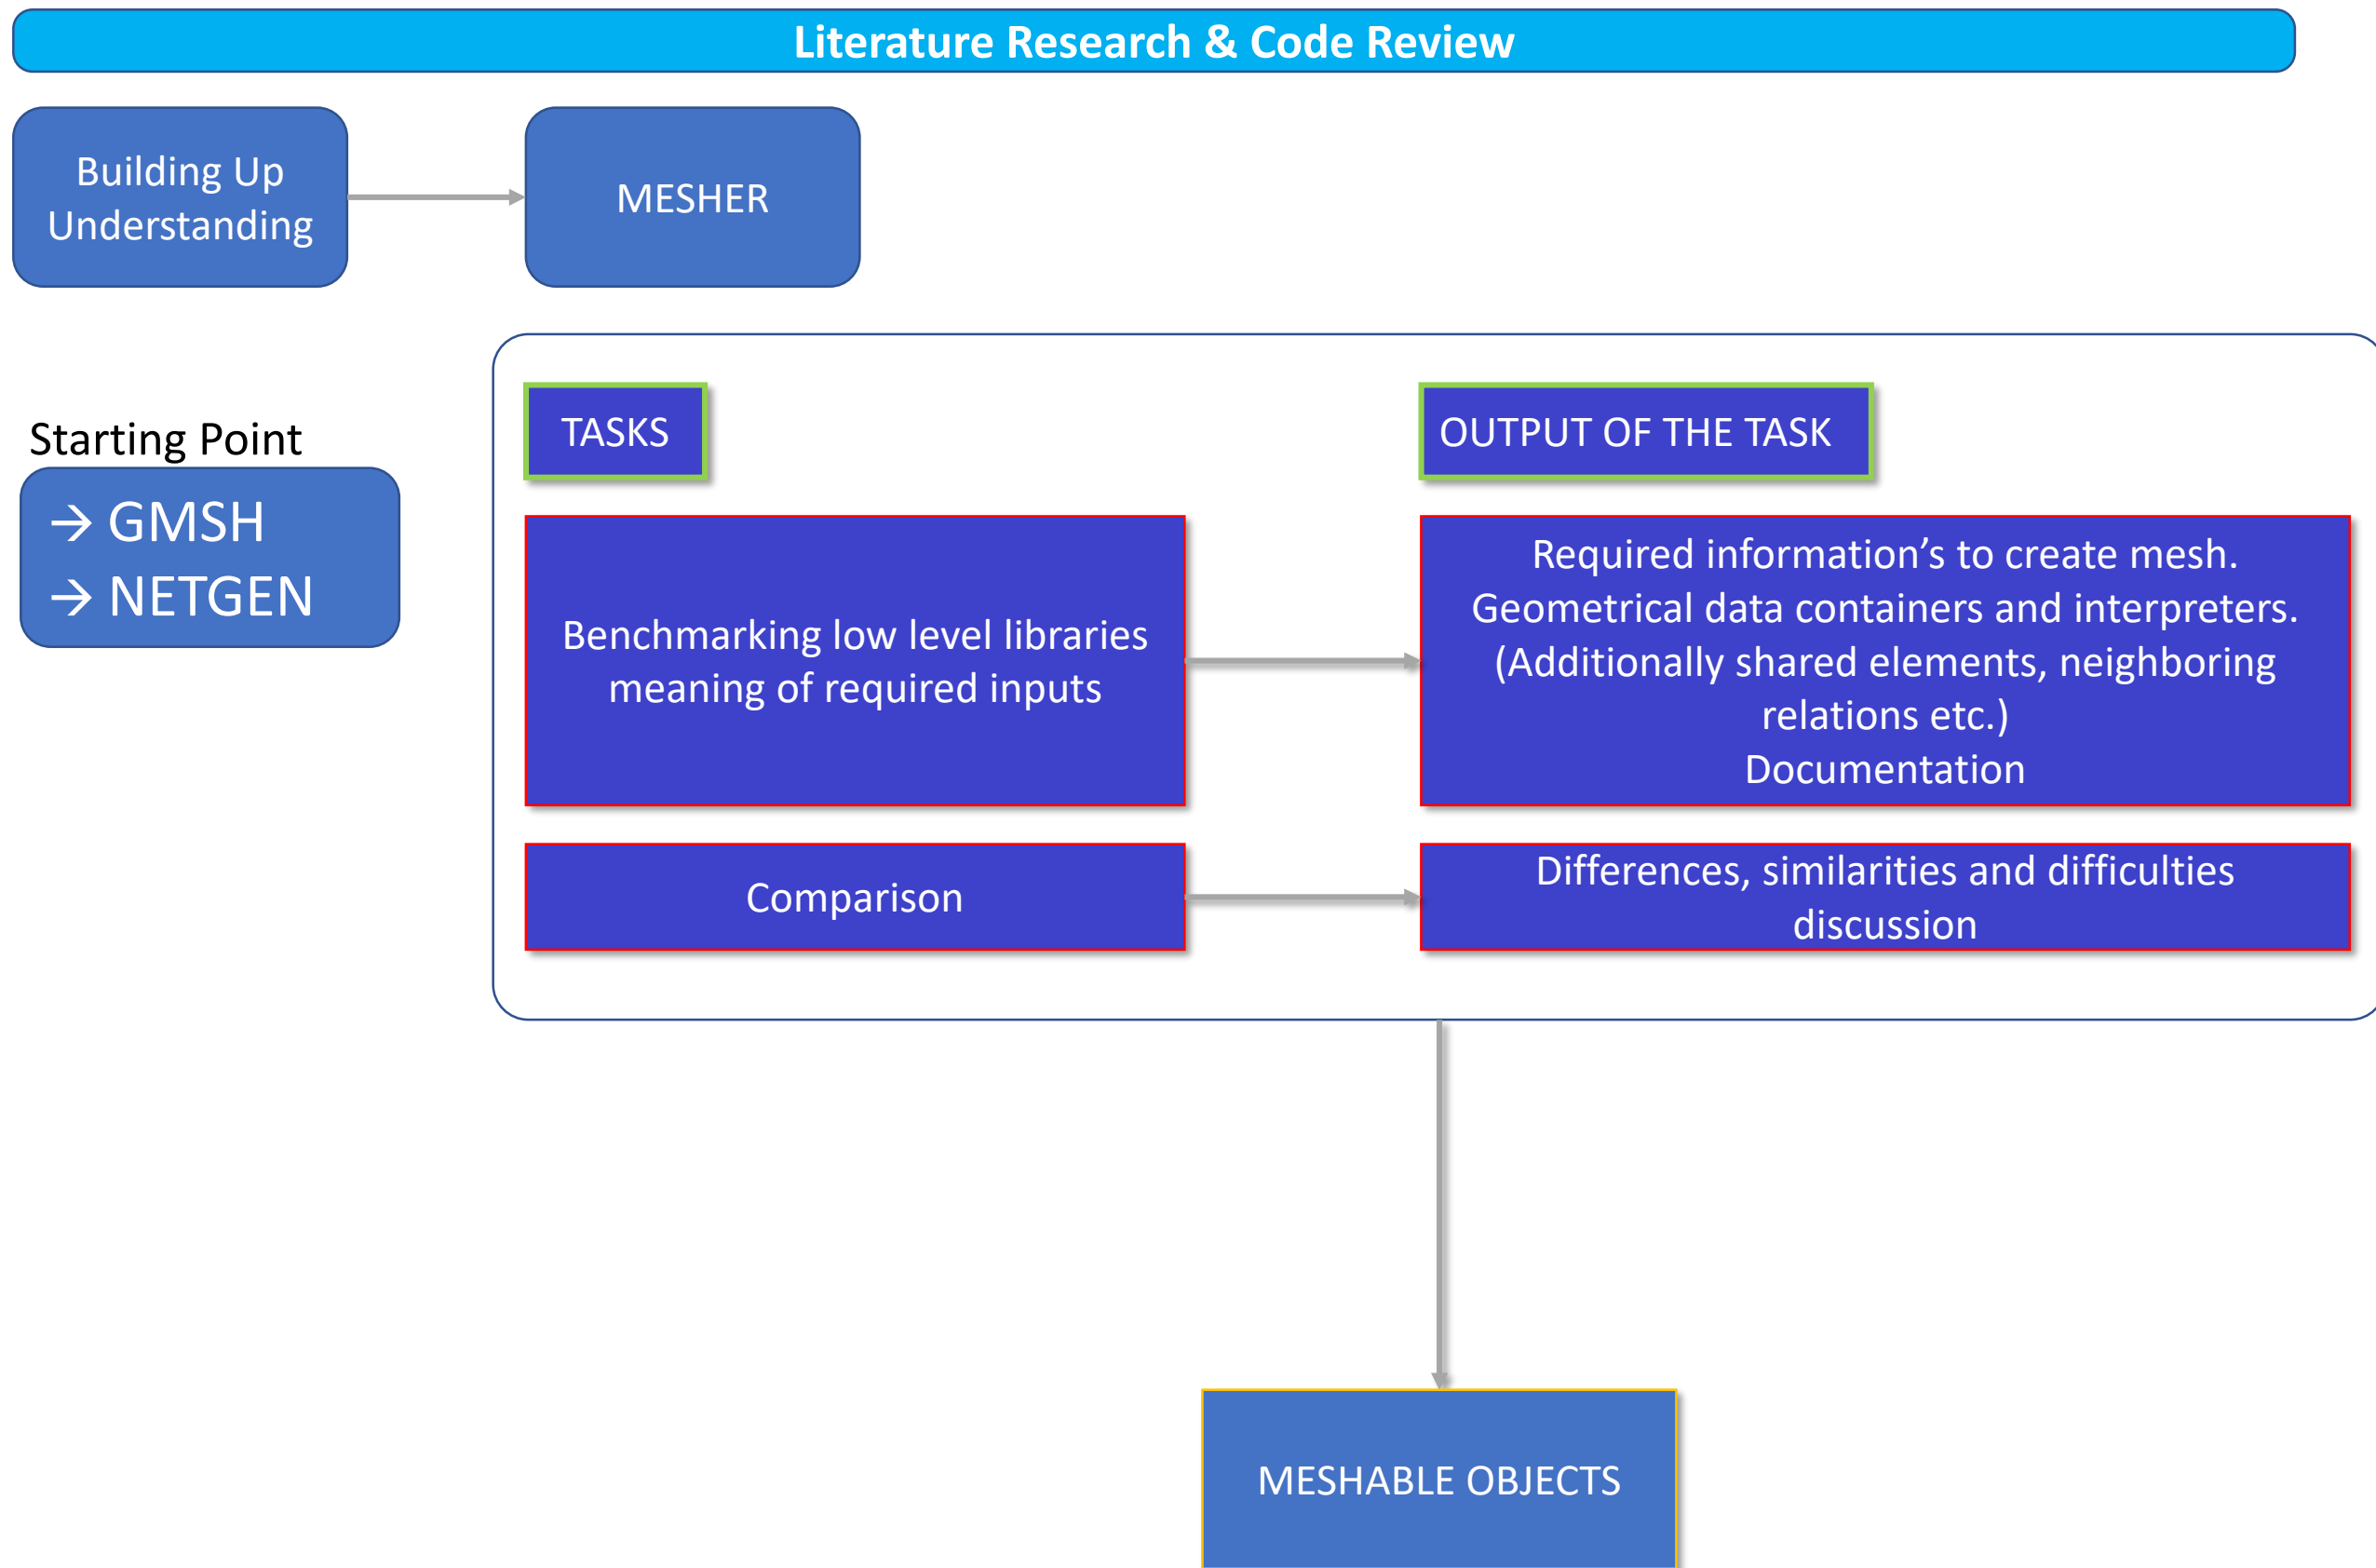 Literature Research & Code Review
Building Up
Understanding
MESHER
Starting Point
→ GMSH
→ NETGEN
TASKS
OUTPUT OF THE TASK
Benchmarking low level libraries
meaning of required inputs
Required information’s to create mesh.
Geometrical data containers and interpreters.
(Additionally shared elements, neighboring
relations etc.)
Documentation
Comparison
Differences, similarities and difficulties
discussion
MESHABLE OBJECTS